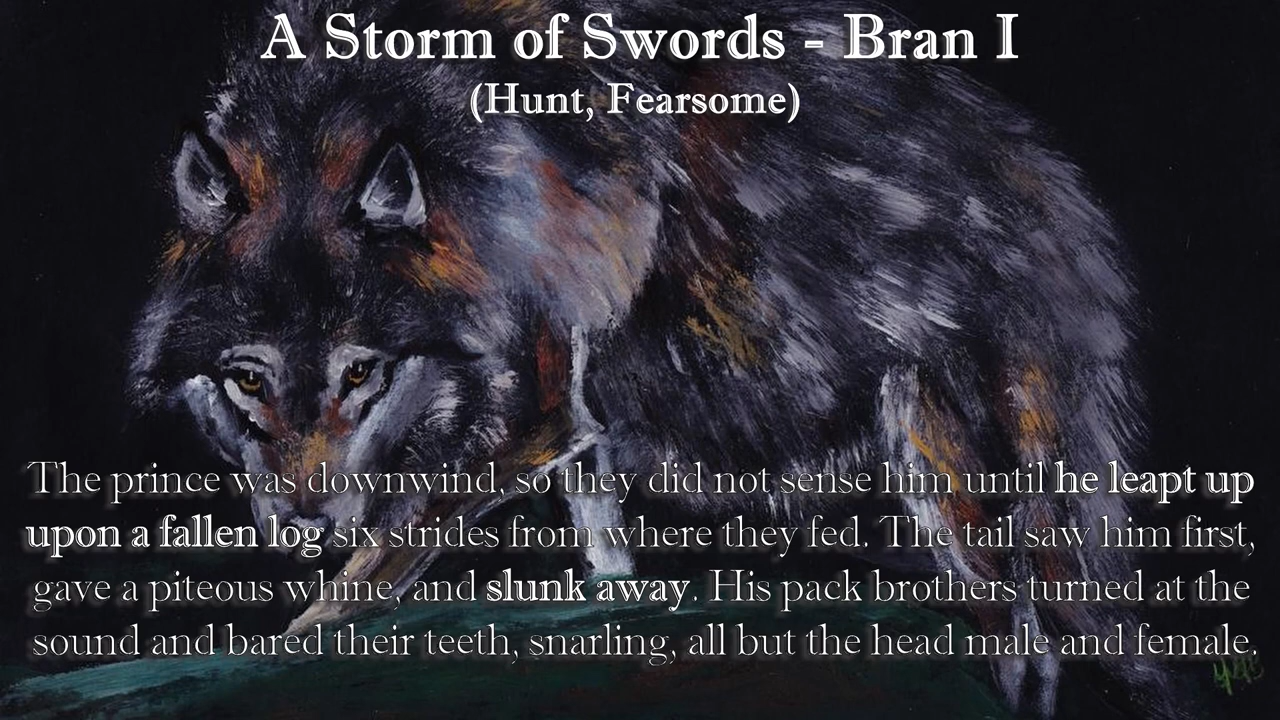 A Storm of Swords - Bran I
(Hunt, Fearsome)
The prince was downwind, so they did not sense him until he leapt up
upon a fallen log six strides from where they fed. The tail saw him first,
gave a piteous whine, and slunk away. His pack brothers turned at the
sound and bared their teeth, snarling, all but the head male and female.